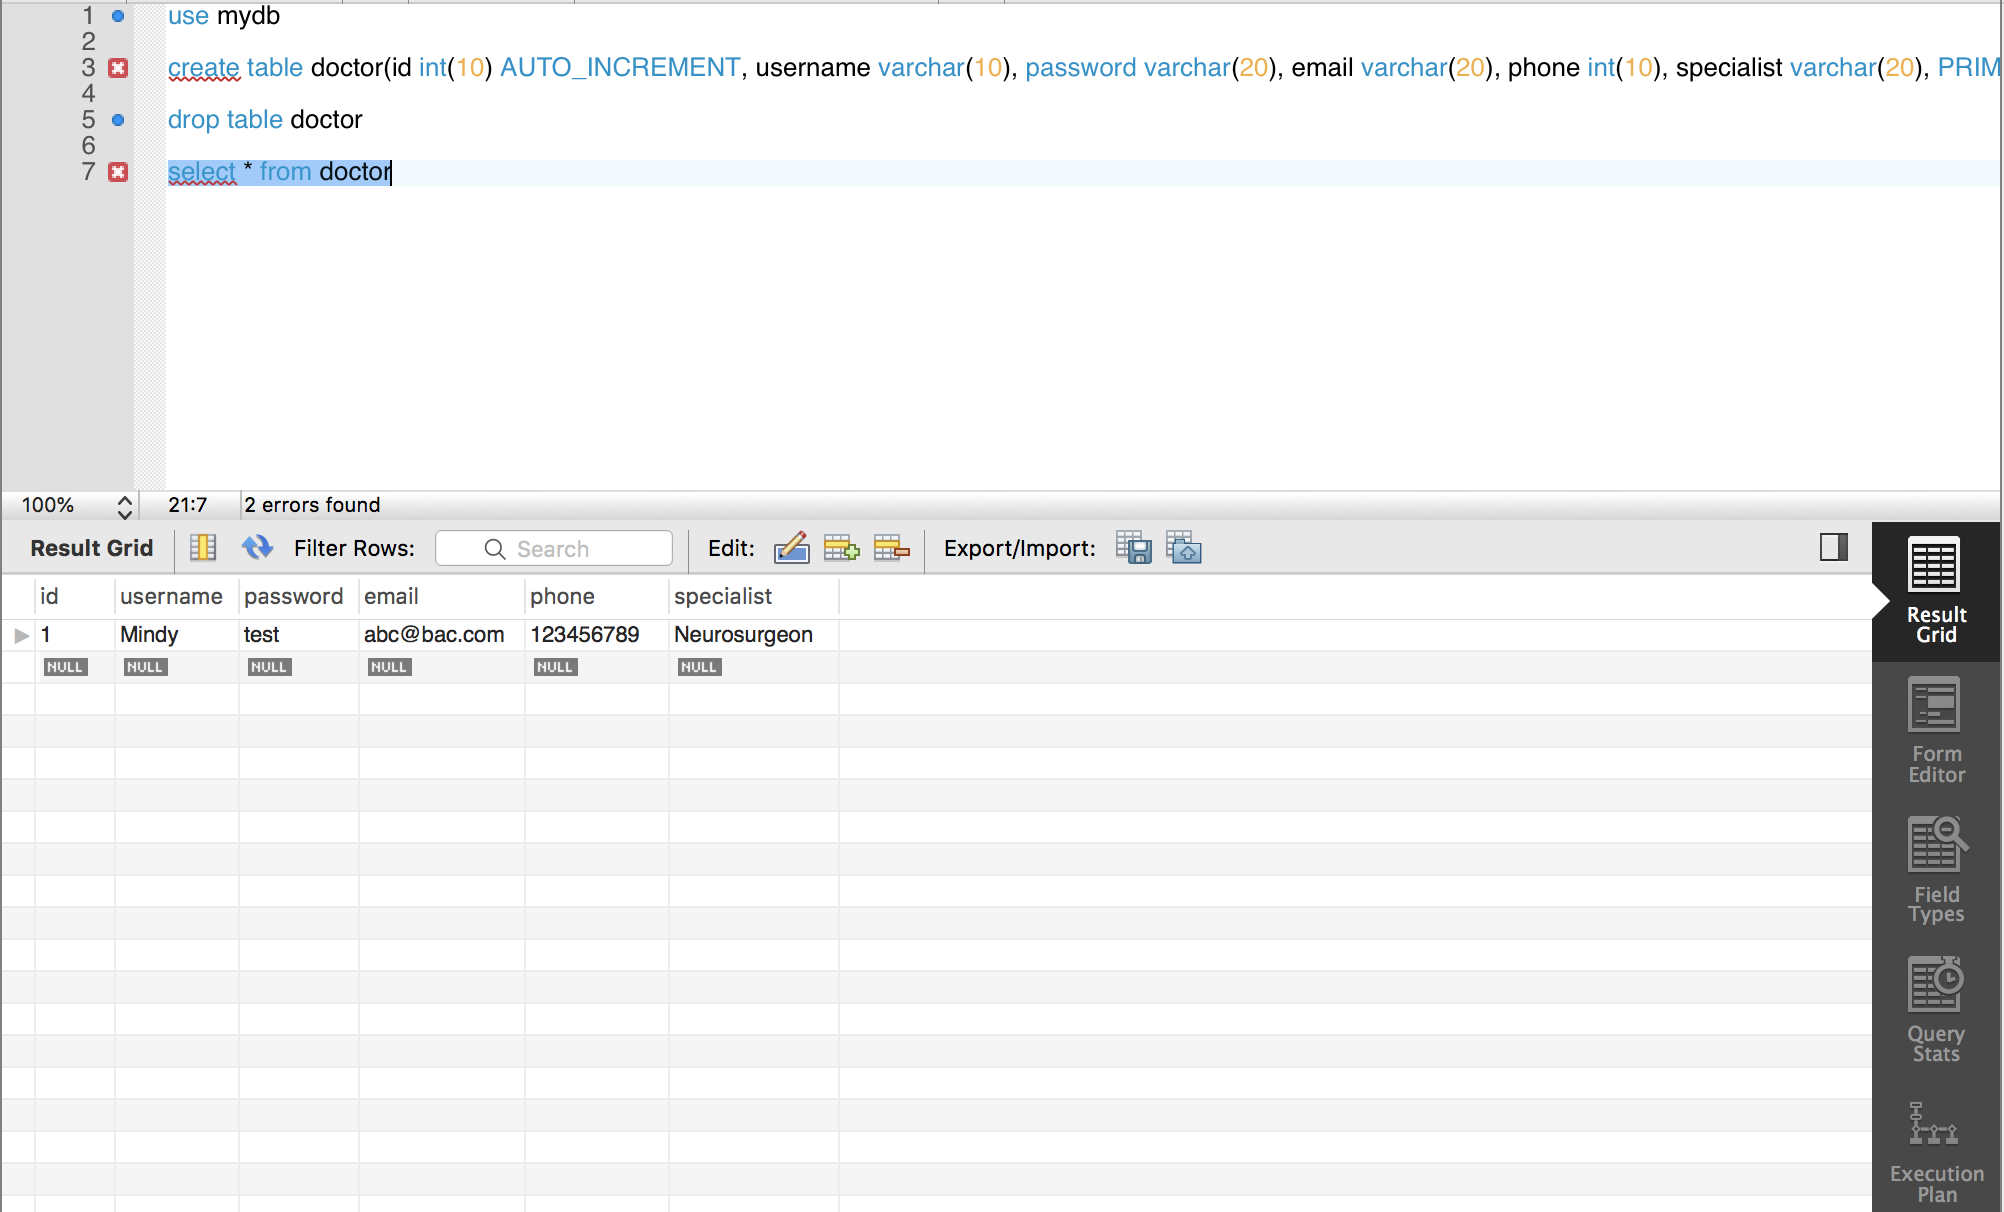 1 use mydb
2
3 create table doctor(id int(10) AUTO_INCREMENT, username varchar(10), password varchar(20), email varchar(20), phone int(10), specialist varchar(20), PRIM
4
5 drop table doctor
6
7 select * from doctor
100% 21:7 2 errors found
Result Grid Filter Rows: Search Edit: Export/Import:
id username password email phone specialist
1 Mindy test abc@bac.com 123456789 Neurosurgeon
NULL NULL NULL NULL NULL NULL
Result
Grid
Form
Editor
Field
Types
Query
Stats
Execution
Plan